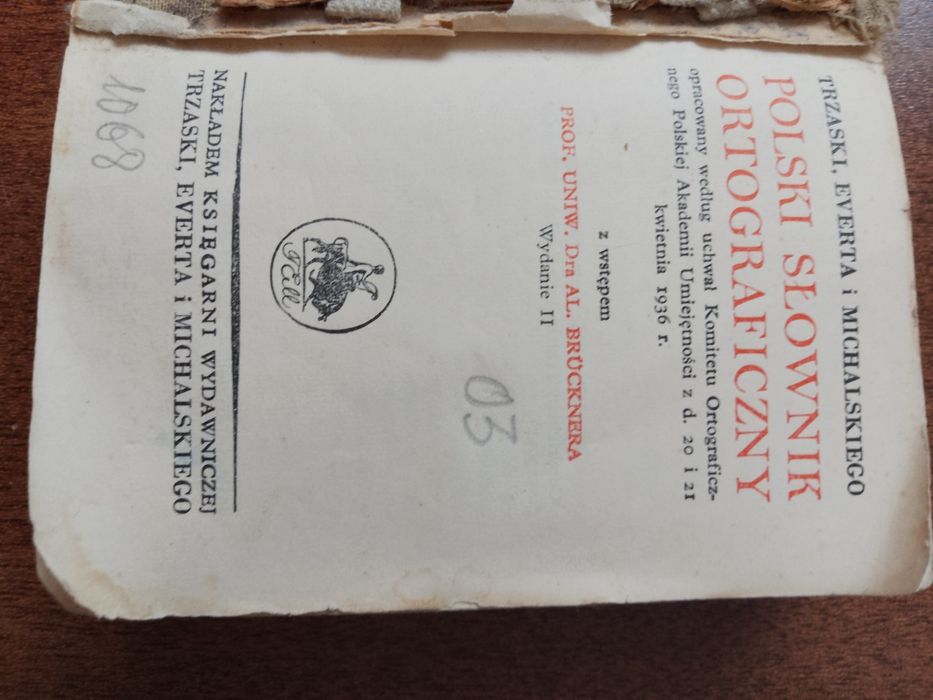 TRZASKI, EVERTA i MICHALSKIEGO
POLSKI SŁOWNIK
ORTOGRAFICZNY
opracowany według uchwał Komitetu Ortograficz-
nego Polskiej Akademii Umiejętności z d. 20 i 21
kwietnia 1936 r.
z wstępem
PROF. UNIW. Dra AL. BRÜCKNERA
Wydanie II
03
NAKŁADEM KSIĘGARNI WYDAWNICZEJ
TRZASKI, EVERTA i MICHALSKIEGO
1068